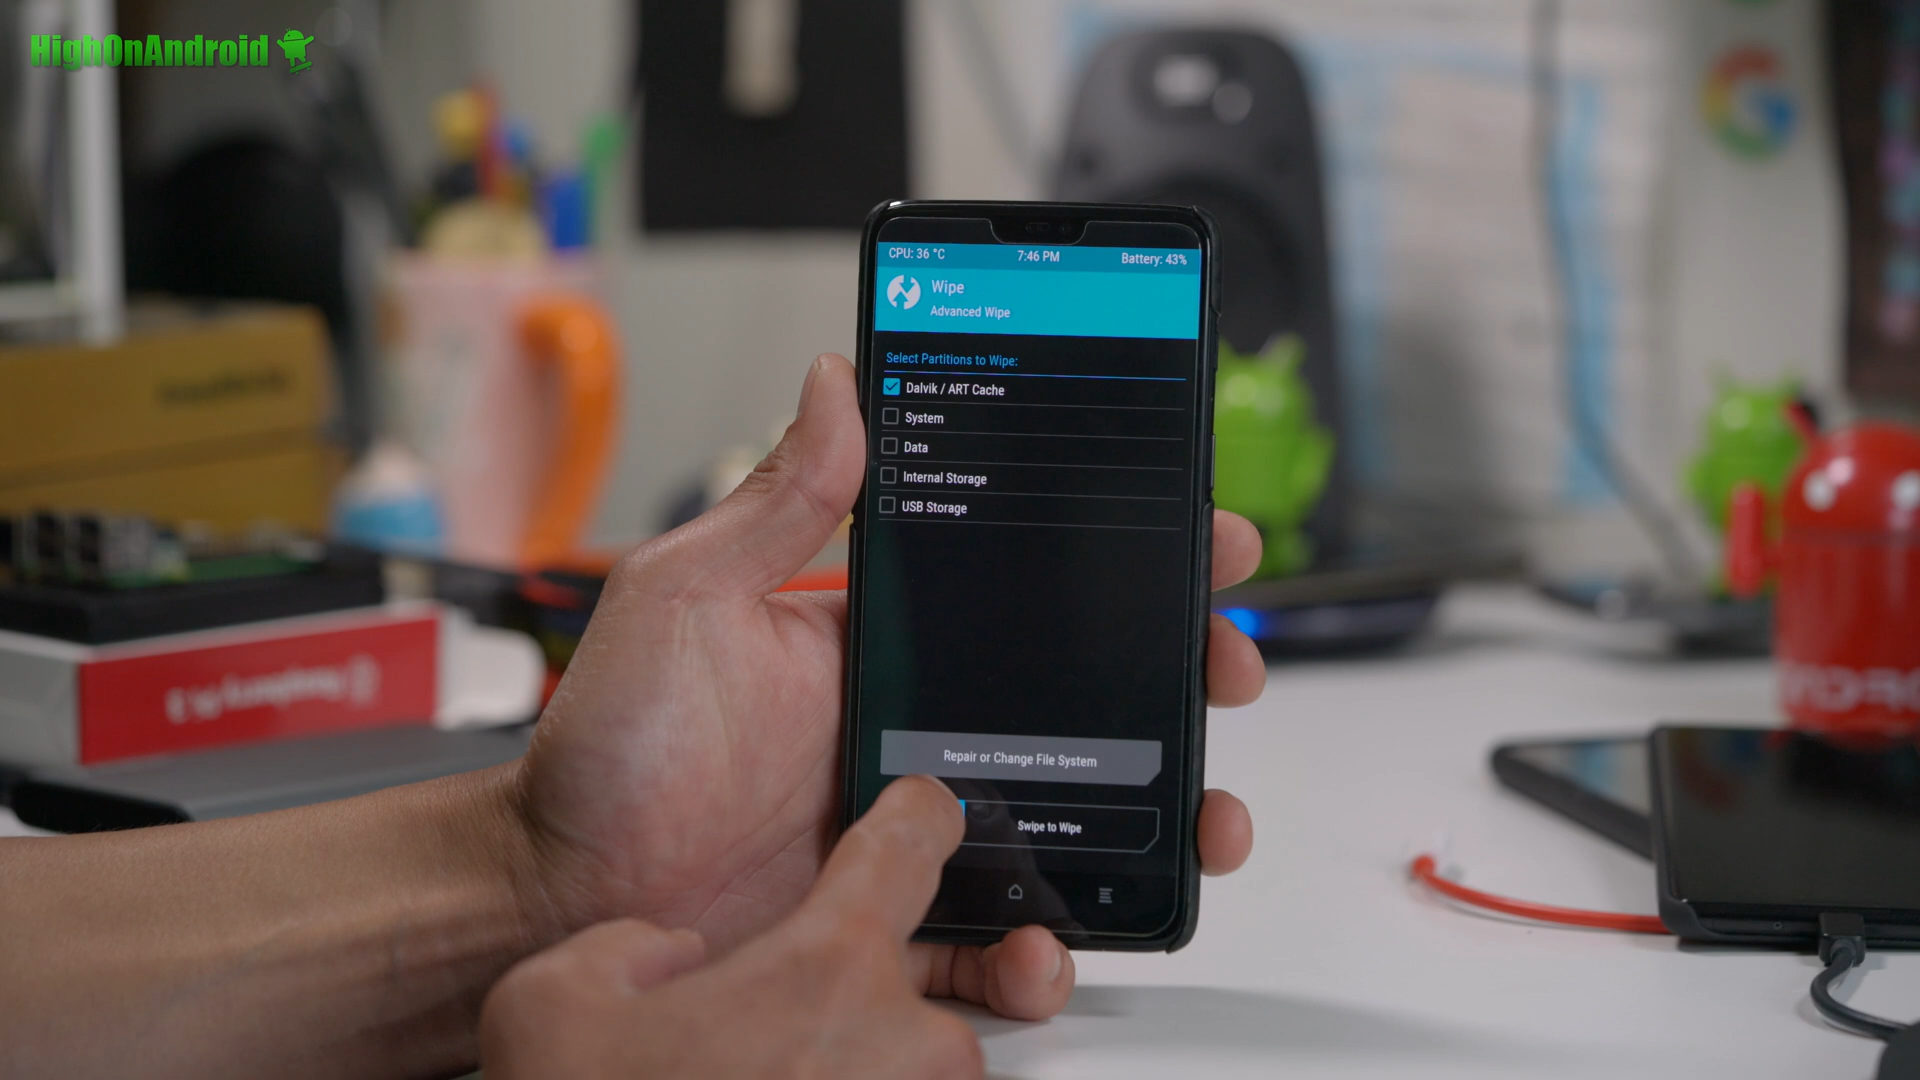 HighOnAndroid
CPU: 36 °C
7:46 PM
Battery: 43%
Wipe
Advanced Wipe
Select Partitions to Wipe:
Dalvik / ART Cache
System
Data
Internal Storage
USB Storage
Repair or Change File System
Swipe to Wipe